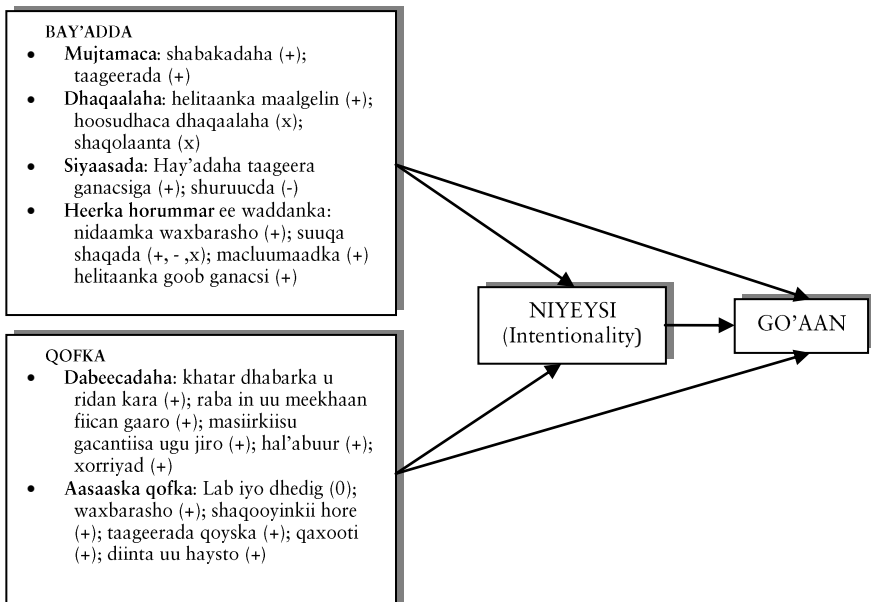 BAY’ADDA
• Mujtamaca: shabakadaha (+);
taageerada (+)
• Dhaqaalaha: helitaanka maalgelin (+);
hoosudhaca dhaqaalaha (x);
shaqolaanta (x)
• Siyaasada: Hay’adaha taageera
ganacsiga (+); shuruucda (-)
• Heerka horummar ee waddanka:
nidaamka waxbarasho (+); suuqa
shaqada (+, - ,x); macluumaadka (+)
helitaanka goob ganacsi (+)
NIYEYSI
(Intentionality)
GO’AAN
QOFKA
• Dabeecadaha: khatar dhabarka u
ridan kara (+); raba in uu meekhaan
fiican gaaro (+); masiirkiisu
gacantiisa ugu jiro (+); hal’abuur (+);
xorriyad (+)
• Aasaaska qofka: Lab iyo dhedig (0);
waxbarasho (+); shaqooyinkii hore
(+); taageerada qoyska (+); qaxooti
(+); diinta uu haysto (+)